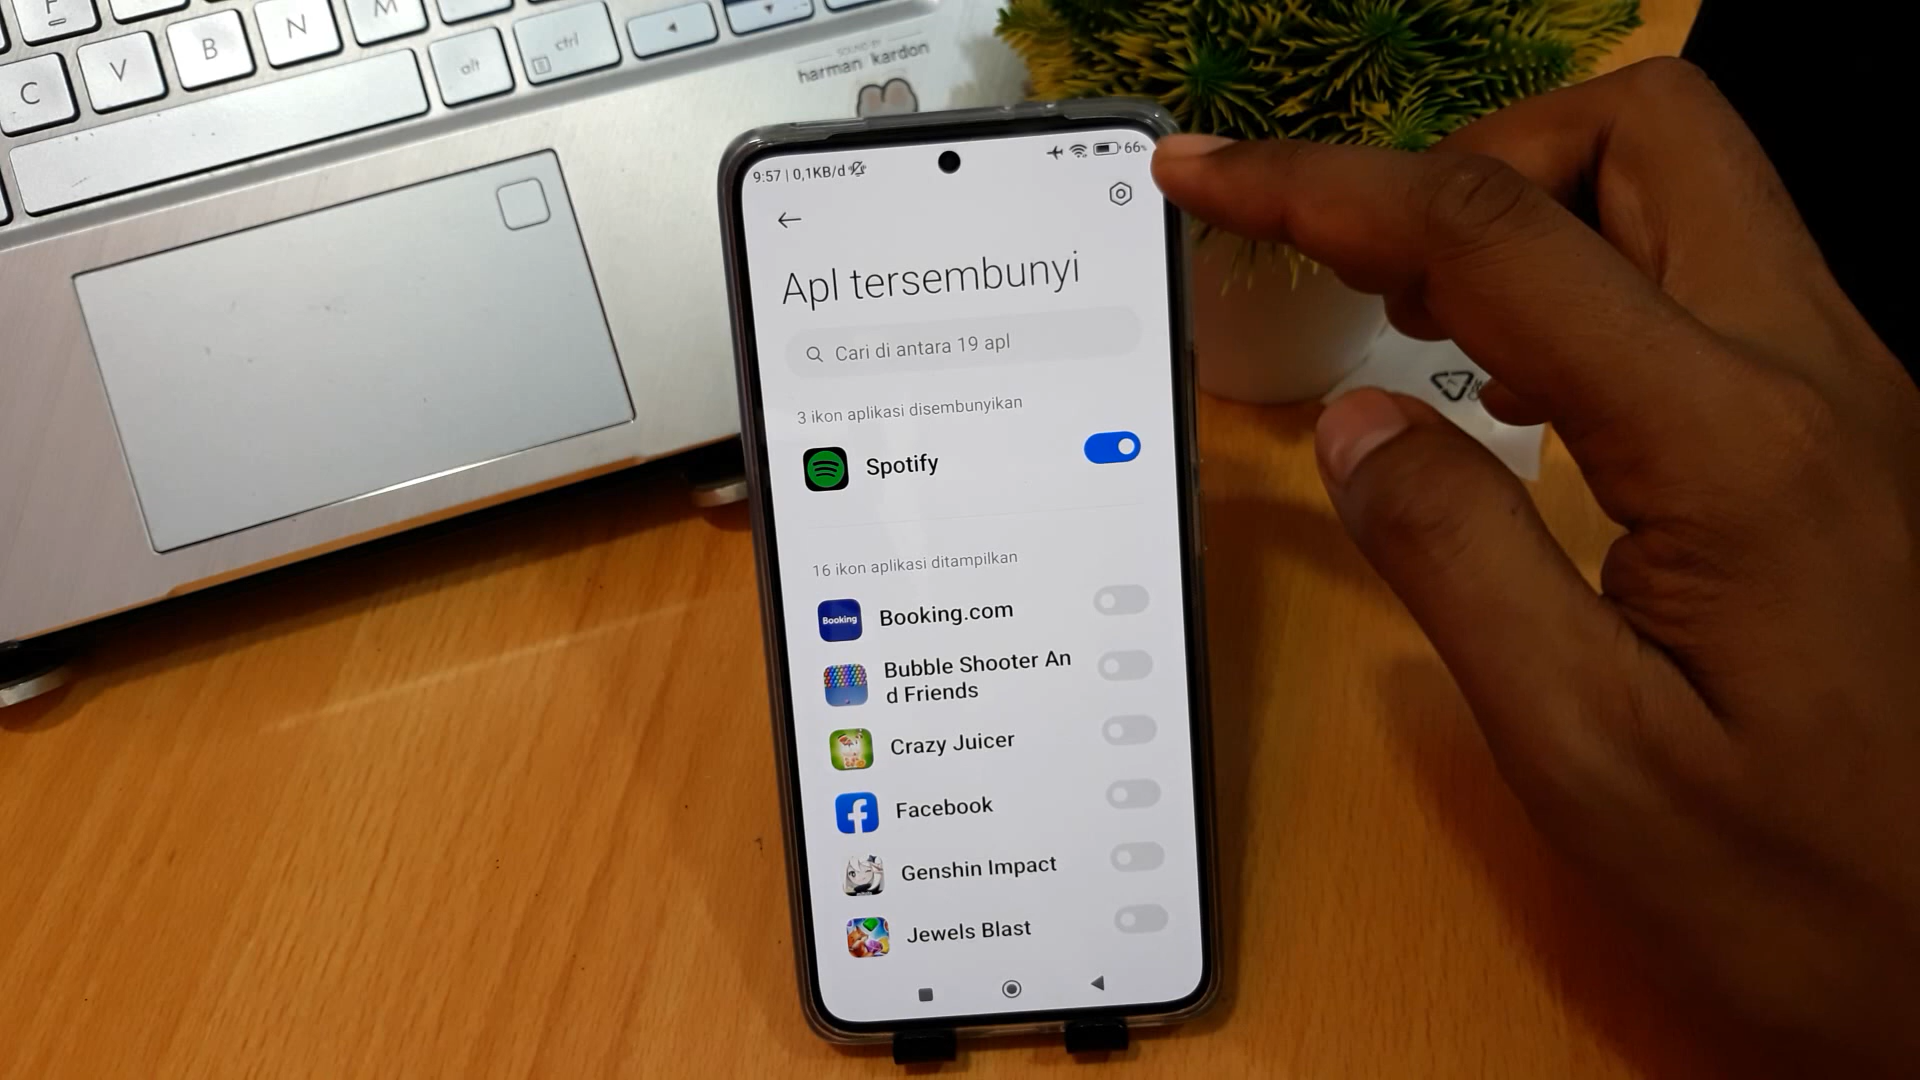 N
M
B
V
C
alt
ctrl
SOUND BY
harman kardon
9:57 | 0,1KB/d
66%
Apl tersembunyi
Cari di antara 19 apl
3 ikon aplikasi disembunyikan
Spotify
16 ikon aplikasi ditampilkan
Booking
Booking.com
Bubble Shooter An
d Friends
Crazy Juicer
Facebook
Genshin Impact
Jewels Blast